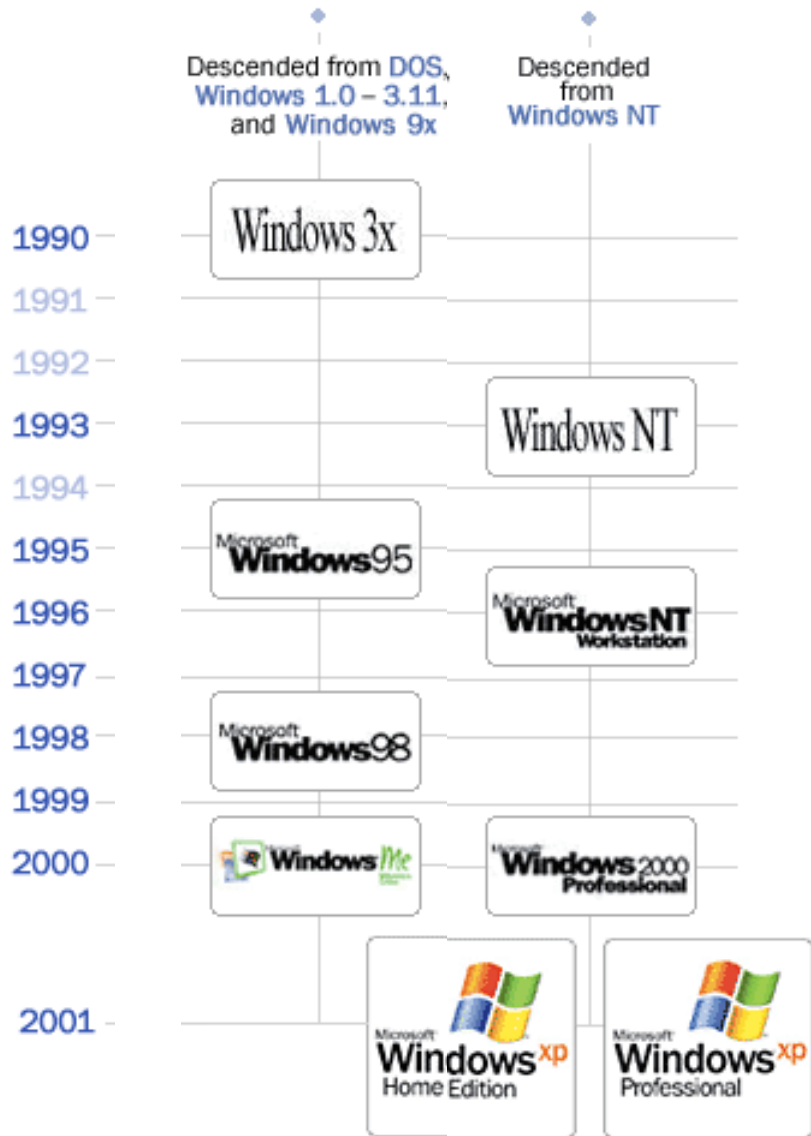 Descended from DOS,
Windows 1.0 – 3.11,
and Windows 9x
Descended
from
Windows NT
1990
Windows 3x
1991
1992
1993
Windows NT
1994
1995
Microsoft
Windows95
1996
Microsoft
WindowsNT
Workstation
1997
1998
Microsoft
Windows98
1999
2000
Windows Me
Microsoft
Windows 2000
Professional
2001
Microsoft
Windows xp
Home Edition
Microsoft
Windows xp
Professional